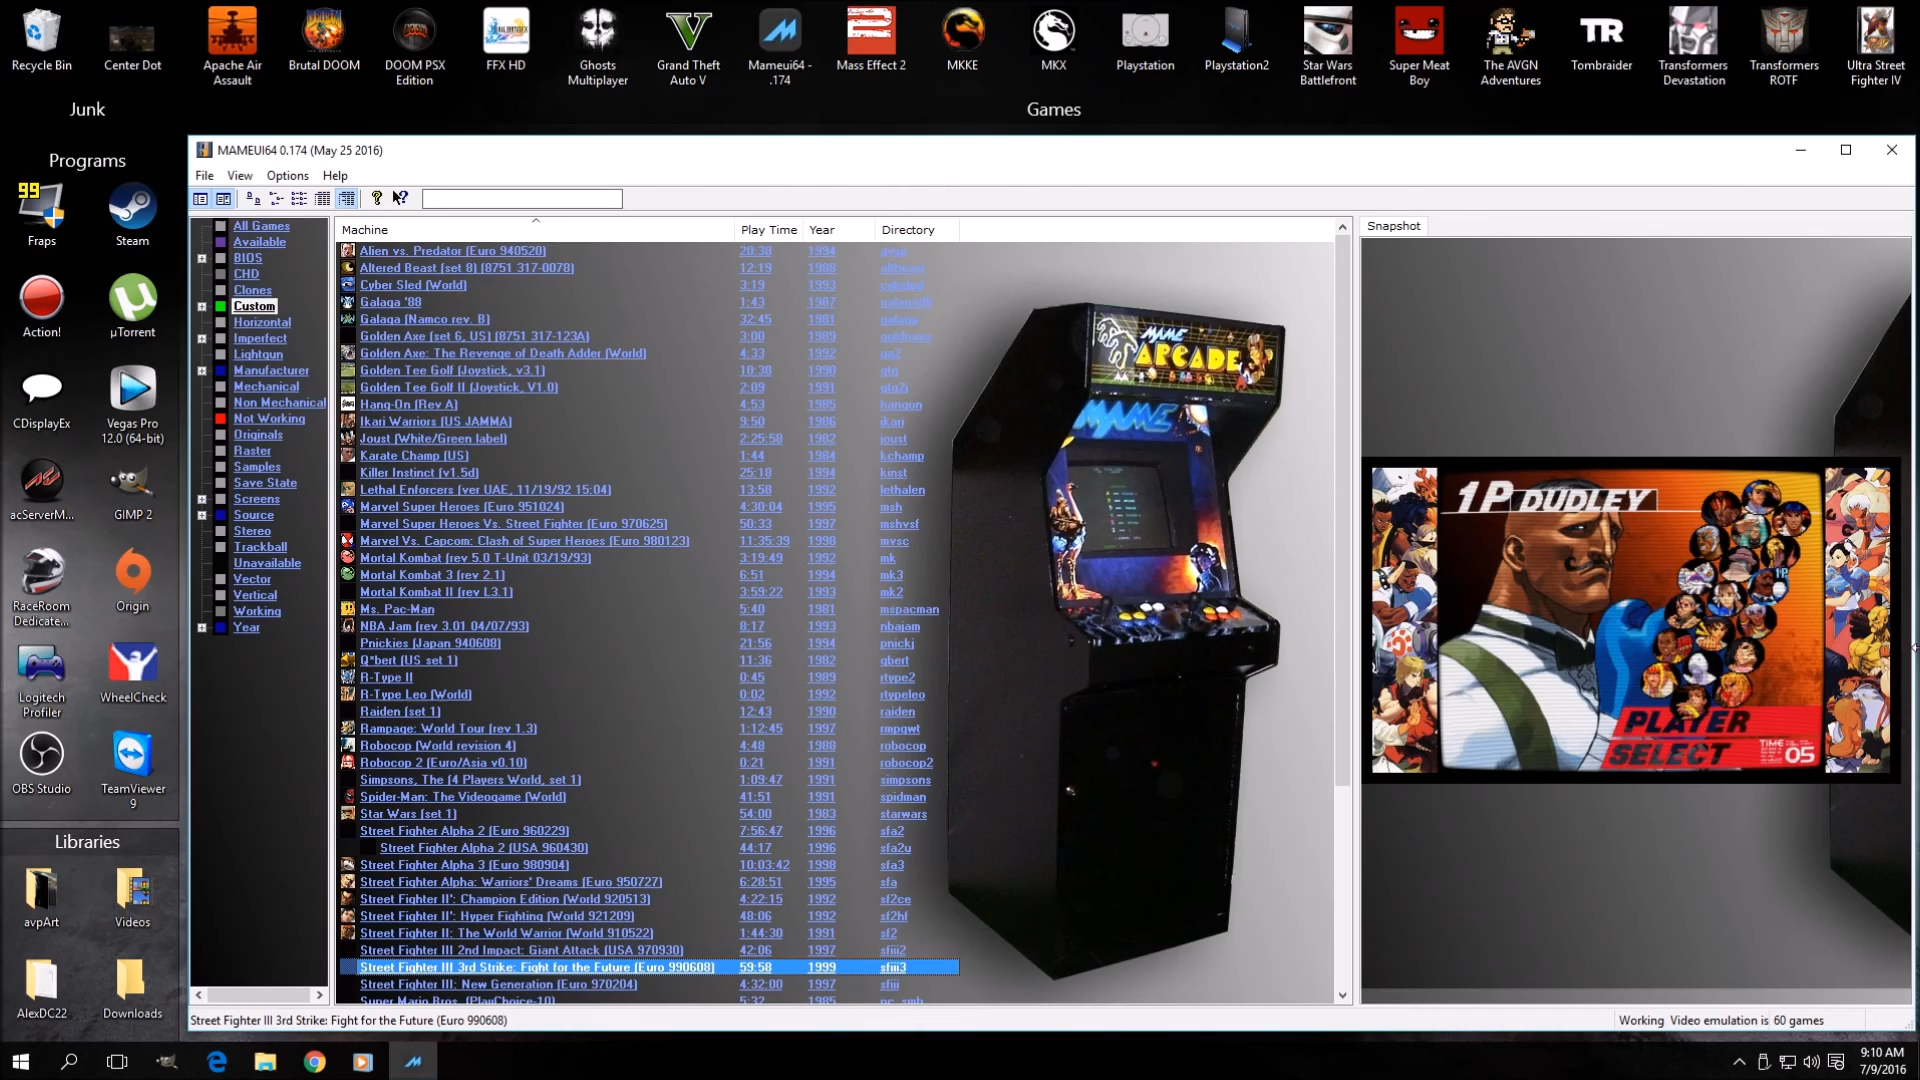 Recycle Bin
Center Dot
Apache Air Assault
Brutal DOOM
DOOM PSX Edition
FFX HD
Ghosts Multiplayer
Grand Theft Auto V
Mameui64 - .174
Mass Effect 2
MKKE
MKX
Playstation
Playstation2
Star Wars Battlefront
Super Meat Boy
The AVGN Adventures
TR
Tombraider
Transformers Devastation
Transformers ROTF
Ultra Street Fighter IV
Junk
Games
Programs
99
Fraps
Steam
Action!
µTorrent
CDisplayEx
Vegas Pro 12.0 (64-bit)
acServerM...
GIMP 2
RaceRoom Dedicate...
Origin
Logitech Profiler
WheelCheck
OBS Studio
TeamViewer 9
Libraries
avpArt
Videos
AlexDC22
Downloads
MAMEUI64 0.174 (May 25 2016)
File View Options Help
All Games
Available
BIOS
CHD
Clones
Custom
Horizontal
Imperfect
Lightgun
Manufacturer
Mechanical
Non Mechanical
Not Working
Originals
Raster
Samples
Save State
Screens
Source
Stereo
Trackball
Unavailable
Vector
Vertical
Working
Year
Machine Play Time Year Directory
Alien vs. Predator (Euro 940520) 20:38 1994 avsp
Altered Beast (set 8) (8751 317-0078) 12:19 1988 altbeast
Cyber Sled (World) 3:19 1993 cybsled
Galaga '88 1:43 1987 galaga88
Galaga (Namco rev. B) 32:45 1981 galaga
Golden Axe (set 6, US) (8751 317-123A) 3:00 1989 goldnaxe
Golden Axe: The Revenge of Death Adder (World) 4:33 1992 ga2
Golden Tee Golf (Joystick, v3.1) 10:38 1990 gtg
Golden Tee Golf II (Joystick, V1.0) 2:09 1991 gtg2j
Hang-On (Rev A) 4:53 1985 hangon
Ikari Warriors (US JAMMA) 9:50 1986 ikari
Joust (White/Green label) 2:25:58 1982 joust
Karate Champ (US) 1:44 1984 kchamp
Killer Instinct (v1.5d) 25:18 1994 kinst
Lethal Enforcers (ver UAE, 11/19/92 15:04) 13:58 1992 lethalen
Marvel Super Heroes (Euro 951024) 4:30:04 1995 msh
Marvel Super Heroes Vs. Street Fighter (Euro 970625) 50:33 1997 mshvsf
Marvel Vs. Capcom: Clash of Super Heroes (Euro 980123) 11:35:39 1998 mvsc
Mortal Kombat (rev 5.0 T-Unit 03/19/93) 3:19:49 1992 mk
Mortal Kombat 3 (rev 2.1) 6:51 1994 mk3
Mortal Kombat II (rev L3.1) 3:59:22 1993 mk2
Ms. Pac-Man 5:40 1981 mspacman
NBA Jam (rev 3.01 04/07/93) 8:17 1993 nbajam
Pnickies (Japan 940608) 21:56 1994 pnickj
Q*bert (US set 1) 11:36 1982 qbert
R-Type II 0:45 1989 rtype2
R-Type Leo (World) 0:02 1992 rtypeleo
Raiden (set 1) 12:43 1990 raiden
Rampage: World Tour (rev 1.3) 1:12:45 1997 rmpgwt
Robocop (World revision 4) 4:48 1988 robocop
Robocop 2 (Euro/Asia v0.10) 0:21 1991 robocop2
Simpsons, The (4 Players World, set 1) 1:09:47 1991 simpsons
Spider-Man: The Videogame (World) 41:51 1991 spidman
Star Wars (set 1) 54:00 1983 starwars
Street Fighter Alpha 2 (Euro 960229) 7:56:47 1996 sfa2
Street Fighter Alpha 2 (USA 960430) 44:17 1996 sfa2u
Street Fighter Alpha 3 (Euro 980904) 10:03:42 1998 sfa3
Street Fighter Alpha: Warriors' Dreams (Euro 950727) 6:28:51 1995 sfa
Street Fighter II': Champion Edition (World 920513) 4:22:15 1992 sf2ce
Street Fighter II': Hyper Fighting (World 921209) 48:06 1992 sf2hf
Street Fighter II: The World Warrior (World 910522) 1:44:30 1991 sf2
Street Fighter III 2nd Impact: Giant Attack (USA 970930) 42:06 1997 sfiii2
Street Fighter III 3rd Strike: Fight for the Future (Euro 990608) 59:58 1999 sfiii3
Street Fighter III: New Generation (Euro 970204) 4:32:00 1997 sfiii
Super Mario Bros. (PlayChoice-10) 5:32 1985 pc_smb
MAME
ARCADE
MAME
Snapshot
1P DUDLEY
1P
PLAYER
SELECT
TIME
05
Street Fighter III 3rd Strike: Fight for the Future (Euro 990608)
Working Video emulation is 60 games
9:10 AM
7/9/2016